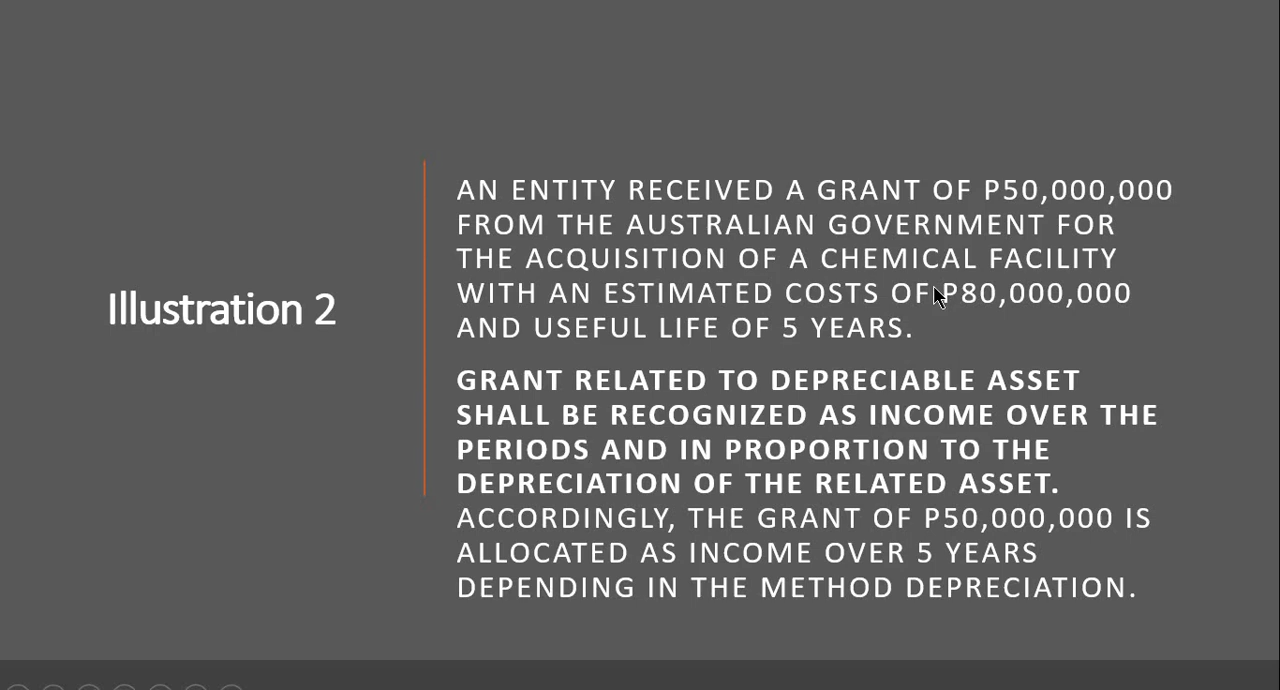 Illustration 2
AN ENTITY RECEIVED A GRANT OF P50,000,000
FROM THE AUSTRALIAN GOVERNMENT FOR
THE ACQUISITION OF A CHEMICAL FACILITY
WITH AN ESTIMATED COSTS OF P80,000,000
AND USEFUL LIFE OF 5 YEARS.
GRANT RELATED TO DEPRECIABLE ASSET
SHALL BE RECOGNIZED AS INCOME OVER THE
PERIODS AND IN PROPORTION TO THE
DEPRECIATION OF THE RELATED ASSET.
ACCORDINGLY, THE GRANT OF P50,000,000 IS
ALLOCATED AS INCOME OVER 5 YEARS
DEPENDING IN THE METHOD DEPRECIATION.